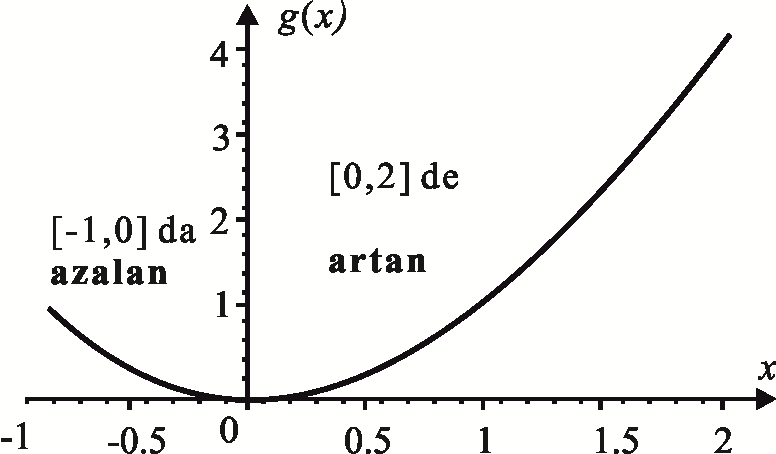 g(x)
4
3
[0,2] de
2
[-1,0] da
azalan
artan
1
x
-1
-0.5
0
0.5
1
1.5
2